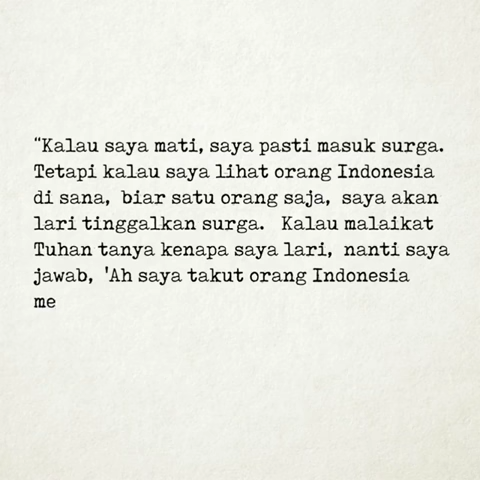 "Kalau saya mati, saya pasti masuk surga.
Tetapi kalau saya lihat orang Indonesia
di sana, biar satu orang saja, saya akan
lari tinggalkan surga. Kalau malaikat
Tuhan tanya kenapa saya lari, nanti saya
jawab, 'Ah saya takut orang Indonesia
me